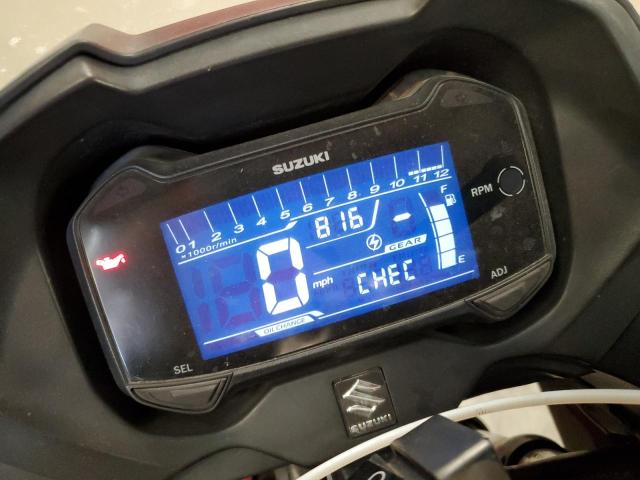 SUZUKI
0 1 2 3 4 5 6 7 8 9 10 11 12
×1000r/min
816
F
RPM
GEAR
-
0 mph
E
CHEC
OIL CHANGE
ADJ
SEL
SUZUKI